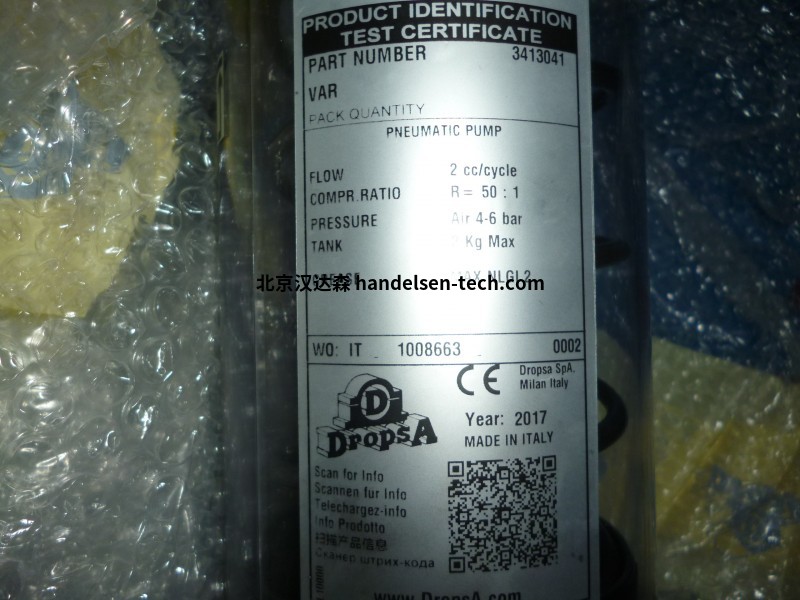 PRODUCT IDENTIFICATION
TEST CERTIFICATE
PART NUMBER 3413041
VAR
PACK QUANTITY
PNEUMATIC PUMP
FLOW 2 cc/cycle
COMPR.RATIO R= 50 : 1
PRESSURE Air 4-6 bar
TANK Kg Max
北京汉达森 handelsen-tech.com
NLGI 2
WO: IT _ 1008663 _ 0002
CE
Dropsa SpA.
Milan Italy
D
DROPSA
Year: 2017
MADE IN ITALY
Scan for Info
Scannen fur Info
Telechargez-info
Info Prodotto
扫描产品信息
Сканер штрих-кода
www.DropsA.com